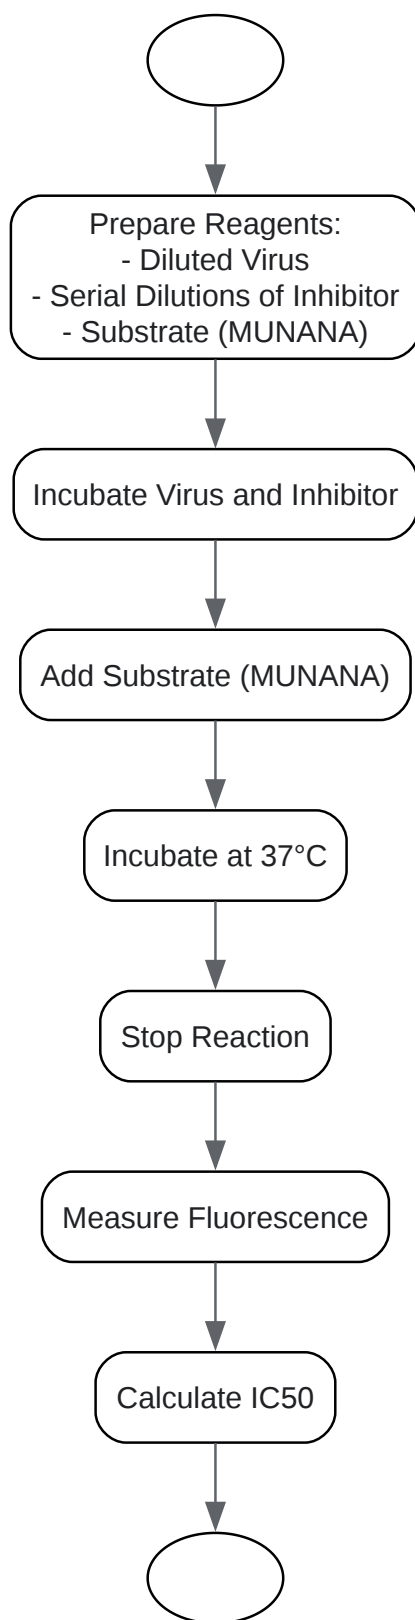 Prepare Reagents:
- Diluted Virus
- Serial Dilutions of Inhibitor
- Substrate (MUNANA)
Incubate Virus and Inhibitor
Add Substrate (MUNANA)
Incubate at 37°C
Stop Reaction
Measure Fluorescence
Calculate IC50